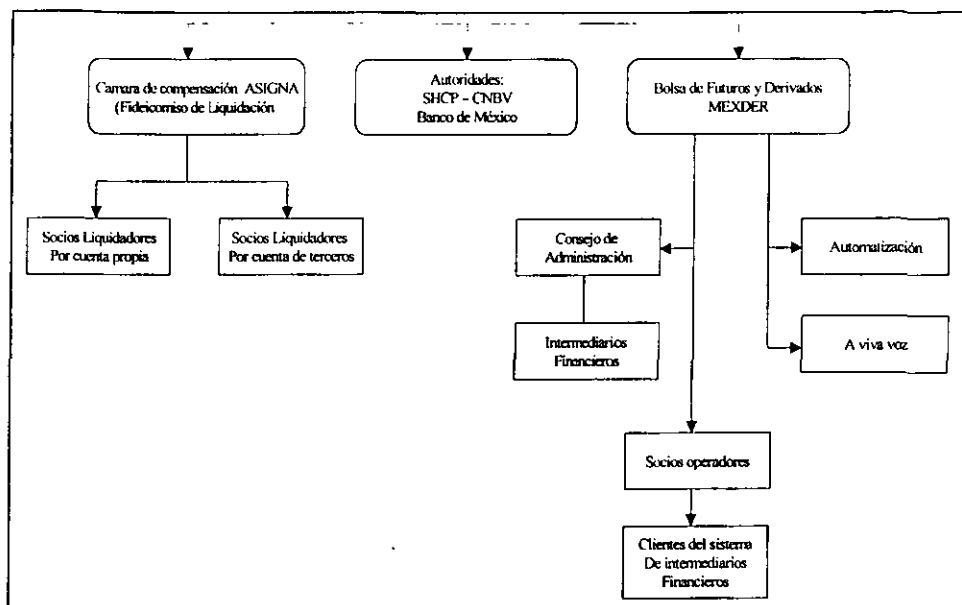 Camara de compensación ASIGNA
(Fideicomiso de Liquidación
Autoridades:
SHCP – CNBV
Banco de México
Bolsa de Futuros y Derivados
MEXDER
Socios Liquidadores
Por cuenta propia
Socios Liquidadores
Por cuenta de terceros
Consejo de
Administración
Automatización
Intermediarios
Financieros
A viva voz
Socios operadores
Clientes del sistema
De intermediarios
Financieros